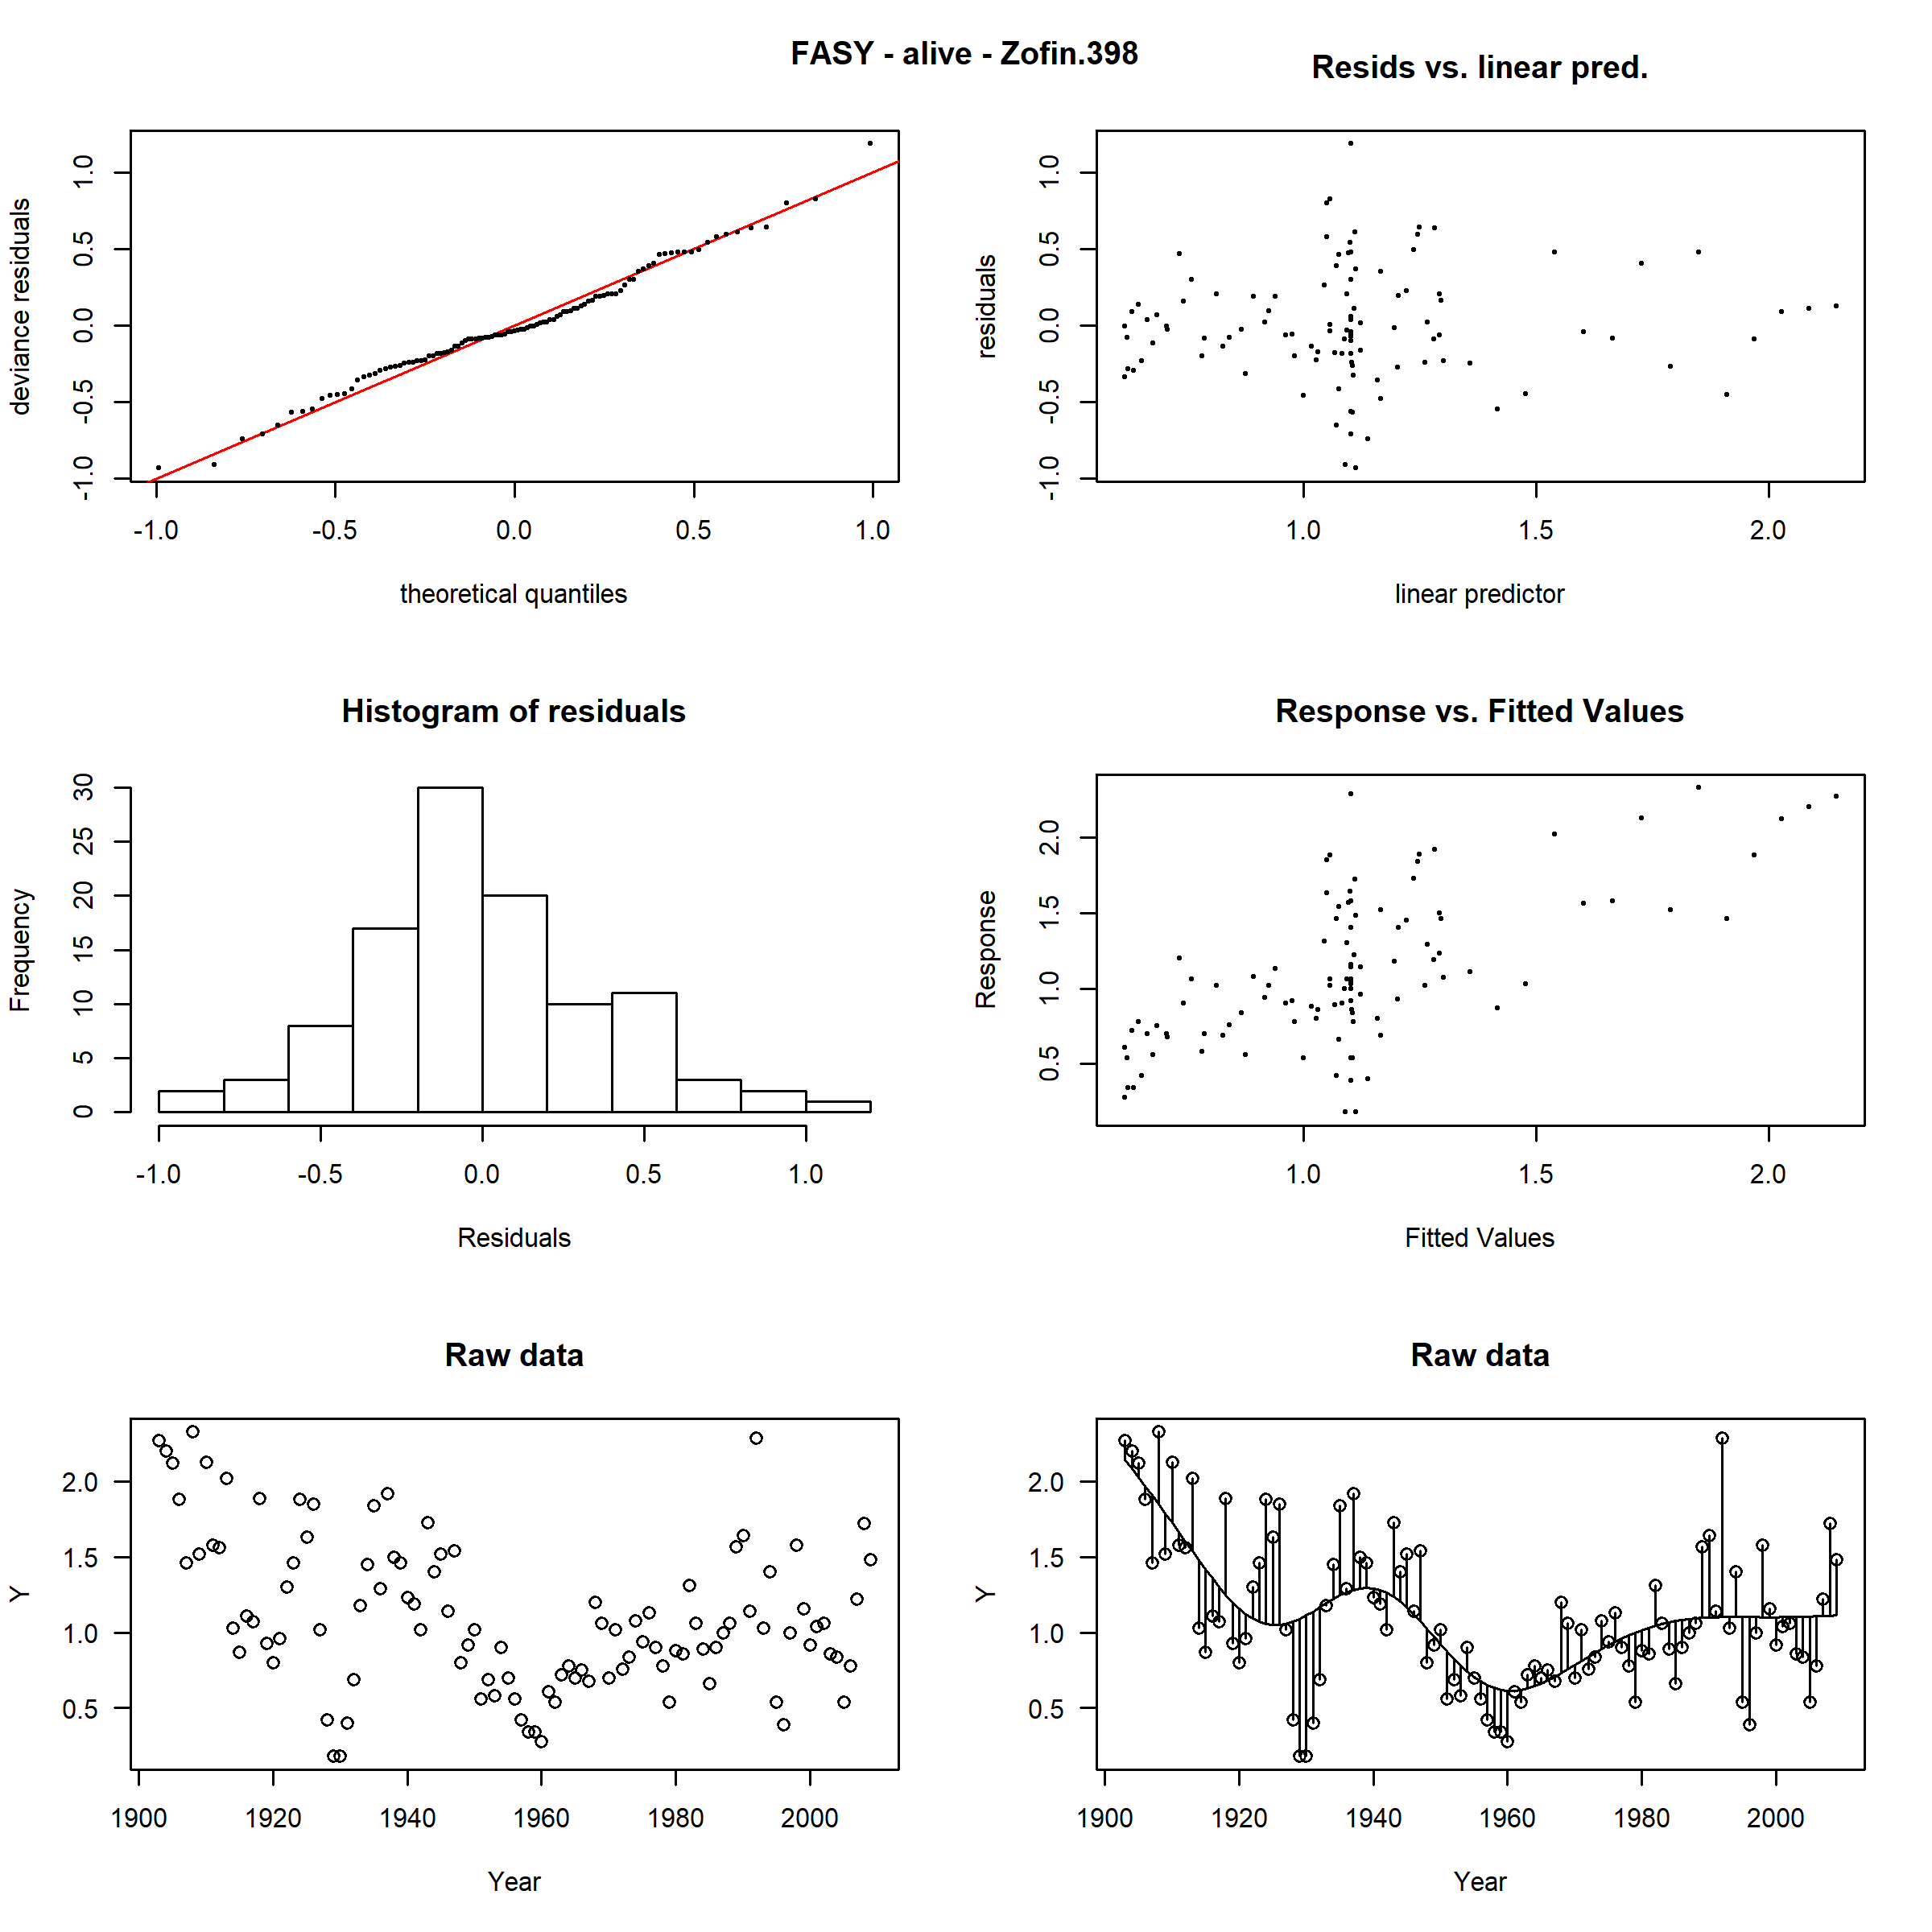 FASY - alive - Zofin.398
Resids vs. linear pred.
deviance residuals
1.0
0.5
0.0
-0.5
-1.0
-1.0 -0.5 0.0 0.5 1.0
theoretical quantiles
residuals
1.0
0.5
0.0
-0.5
-1.0
1.0 1.5 2.0
linear predictor
Histogram of residuals
Frequency
30
25
20
15
10
5
0
-1.0 -0.5 0.0 0.5 1.0
Residuals
Response vs. Fitted Values
Response
2.0
1.5
1.0
0.5
1.0 1.5 2.0
Fitted Values
Raw data
Y
2.0
1.5
1.0
0.5
1900 1920 1940 1960 1980 2000
Year
Raw data
Y
2.0
1.5
1.0
0.5
1900 1920 1940 1960 1980 2000
Year